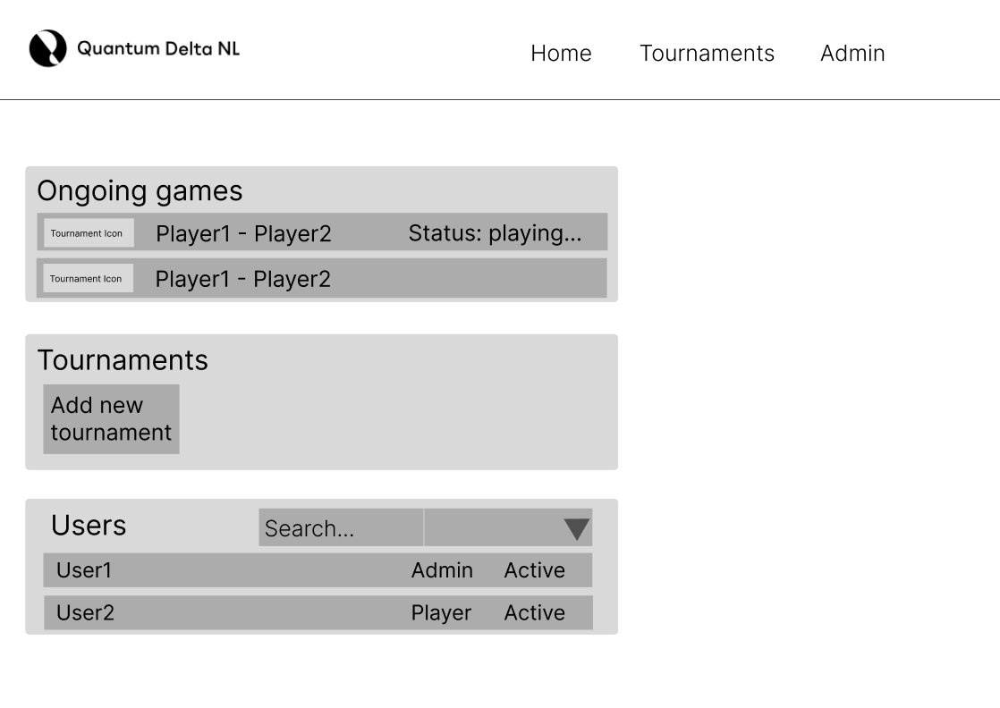 Quantum Delta NL
Home Tournaments Admin
Ongoing games
Tournament Icon Player1 - Player2 Status: playing...
Tournament Icon Player1 - Player2
Tournaments
Add new
tournament
Users Search...
User1 Admin Active
User2 Player Active